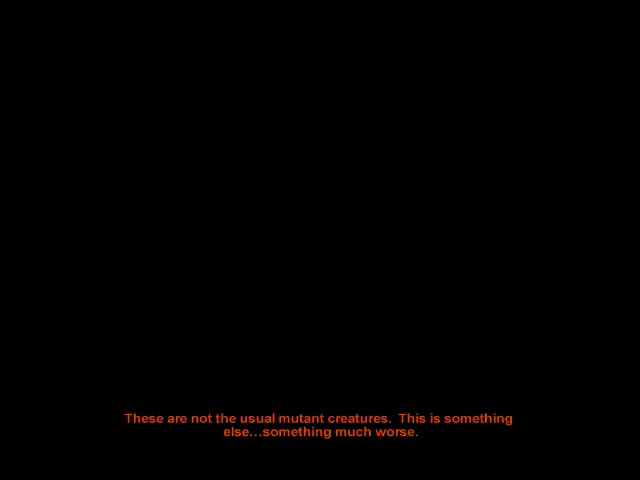 These are not the usual mutant creatures.  This is something
else…something much worse.